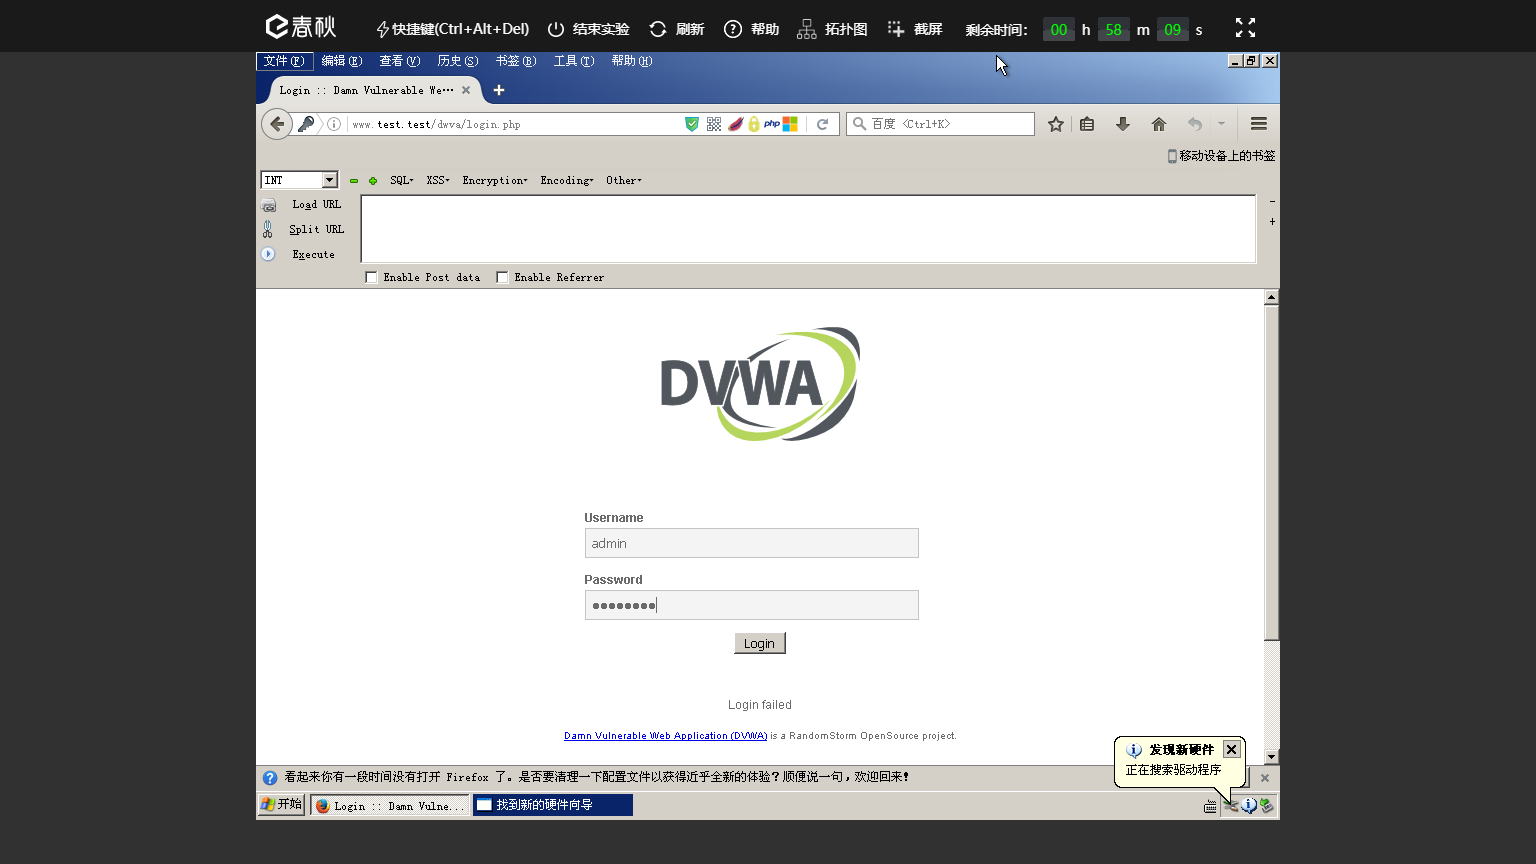 春秋 快捷键(Ctrl+Alt+Del) 结束实验 刷新 帮助 拓扑图 截屏 剩余时间: 00 h 58 m 09 s
文件(F) 编辑(E) 查看(V) 历史(S) 书签(B) 工具(T) 帮助(H)
Login :: Damn Vulnerable We···
www.test.test/dwva/login.php php 百度 <Ctrl+K>
移动设备上的书签
INT SQL▾ XSS▾ Encryption▾ Encoding▾ Other▾
Load URL
Split URL
Execute
Enable Post data Enable Referrer
DVWA
Username
admin
Password
Login
Login failed
Damn Vulnerable Web Application (DVWA) is a RandomStorm OpenSource project.
发现新硬件
正在搜索驱动程序
看起来你有一段时间没有打开 Firefox 了。是否要清理一下配置文件以获得近乎全新的体验？顺便说一句，欢迎回来！
开始 Login :: Damn Vulne... 找到新的硬件向导